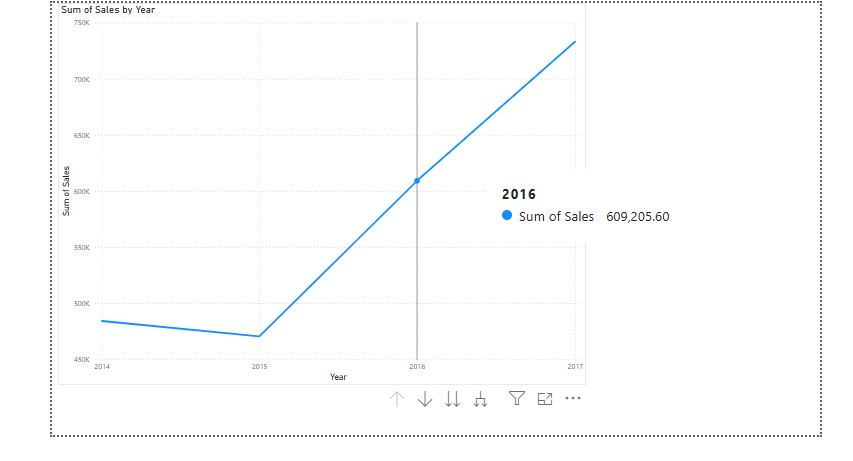 Sum of Sales by Year
750K
700K
650K
600K
550K
500K
450K
Sum of Sales
2014 2015 2016 2017
Year
2016
Sum of Sales 609,205.60